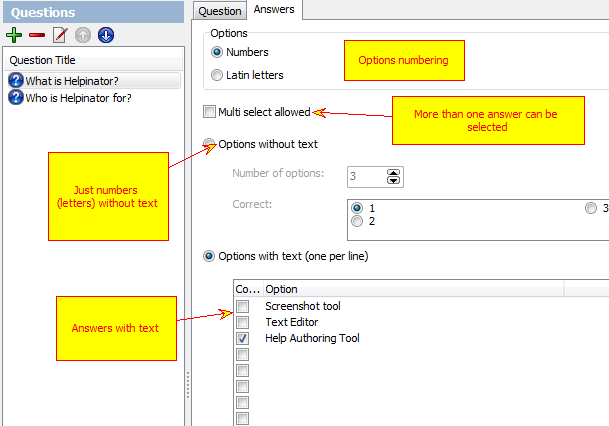 Questions
Question Title
What is Helpinator?
Who is Helpinator for?
Question
Answers
Options
Numbers
Latin letters
Options numbering
Multi select allowed
More than one answer can be
selected
Options without text
Just numbers
(letters) without text
Number of options:
3
Correct:
1
3
2
Options with text (one per line)
Co...
Option
Answers with text
Screenshot tool
Text Editor
Help Authoring Tool